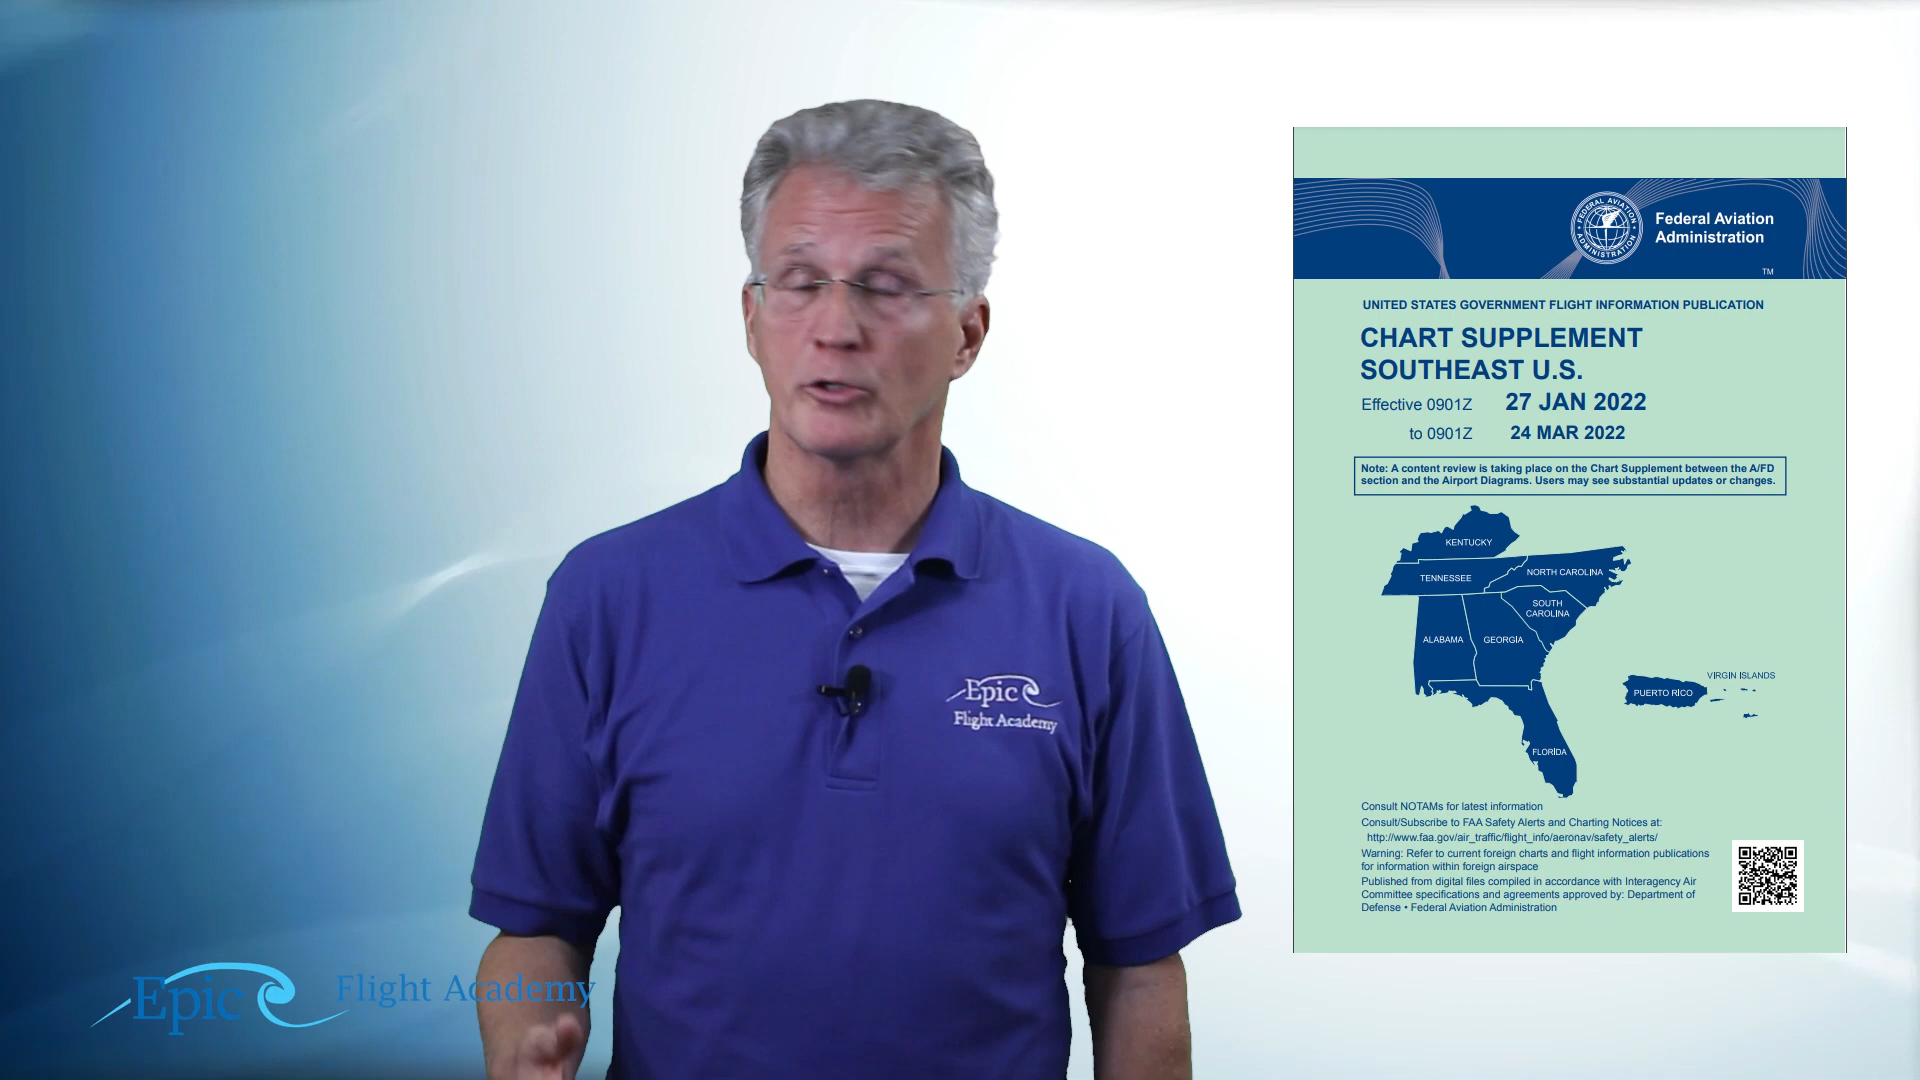 Epic
Flight Academy
Epic Flight Academy
FEDERAL AVIATION
ADMINISTRATION
Federal Aviation
Administration
TM
UNITED STATES GOVERNMENT FLIGHT INFORMATION PUBLICATION
CHART SUPPLEMENT
SOUTHEAST U.S.
Effective 0901Z 27 JAN 2022
to 0901Z 24 MAR 2022
Note: A content review is taking place on the Chart Supplement between the A/FD
section and the Airport Diagrams. Users may see substantial updates or changes.
KENTUCKY
TENNESSEE
NORTH CAROLINA
SOUTH
CAROLINA
ALABAMA
GEORGIA
FLORIDA
PUERTO RICO
VIRGIN ISLANDS
Consult NOTAMs for latest information
Consult/Subscribe to FAA Safety Alerts and Charting Notices at:
http://www.faa.gov/air_traffic/flight_info/aeronav/safety_alerts/
Warning: Refer to current foreign charts and flight information publications
for information within foreign airspace
Published from digital files compiled in accordance with Interagency Air
Committee specifications and agreements approved by: Department of
Defense • Federal Aviation Administration